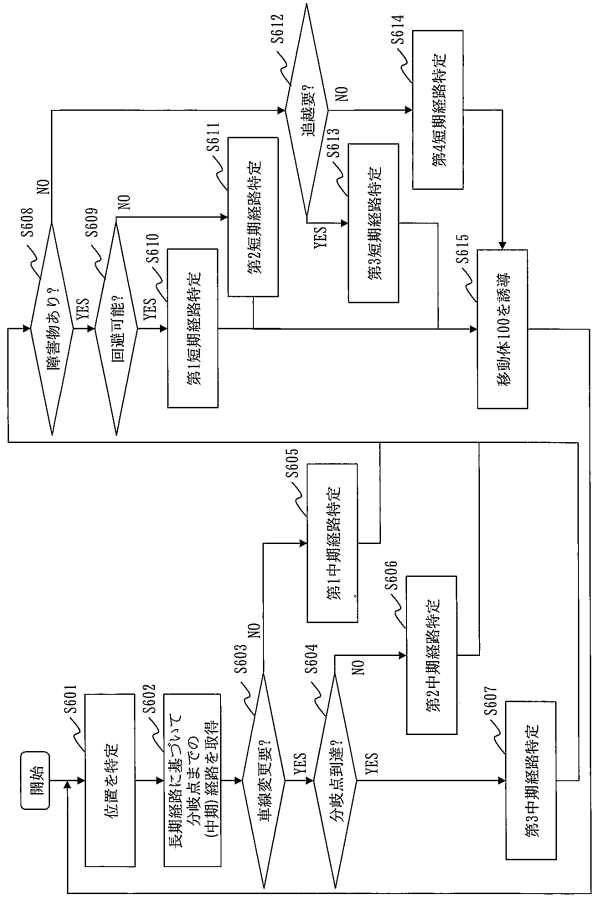 開始
S601
位置を特定
S602
長期経路に基づいて
分岐点までの
(中期)経路を取得
S603
車線変更要?
NO
YES
S604
分岐点到達?
NO
YES
S605
第1中期経路特定
S606
第2中期経路特定
S607
第3中期経路特定
S608
障害物あり?
NO
YES
S609
回避可能?
NO
YES
S610
第1短期経路特定
S611
第2短期経路特定
S612
追越要?
NO
YES
S613
第3短期経路特定
S614
第4短期経路特定
S615
移動体100を誘導